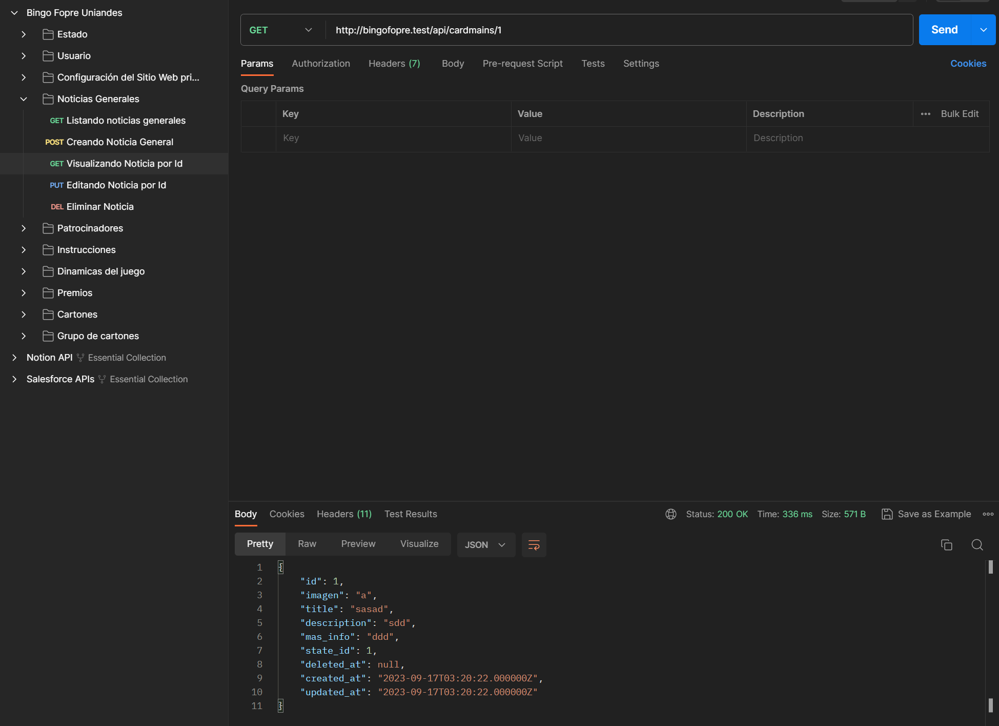 Bingo Fopre Uniandes
Estado
Usuario
Configuración del Sitio Web pri...
Noticias Generales
GET Listando noticias generales
POST Creando Noticia General
GET Visualizando Noticia por Id
PUT Editando Noticia por Id
DEL Eliminar Noticia
Patrocinadores
Instrucciones
Dinamicas del juego
Premios
Cartones
Grupo de cartones
Notion API Essential Collection
Salesforce APIs Essential Collection
GET http://bingofopre.test/api/cardmains/1 Send
Params Authorization Headers (7) Body Pre-request Script Tests Settings Cookies
Query Params
Key Value Description Bulk Edit
Key Value Description
Body Cookies Headers (11) Test Results Status: 200 OK Time: 336 ms Size: 571 B Save as Example
Pretty Raw Preview Visualize JSON
1 {
2 "id": 1,
3 "imagen": "a",
4 "title": "sasad",
5 "description": "sdd",
6 "mas_info": "ddd",
7 "state_id": 1,
8 "deleted_at": null,
9 "created_at": "2023-09-17T03:20:22.000000Z",
10 "updated_at": "2023-09-17T03:20:22.000000Z"
11 }